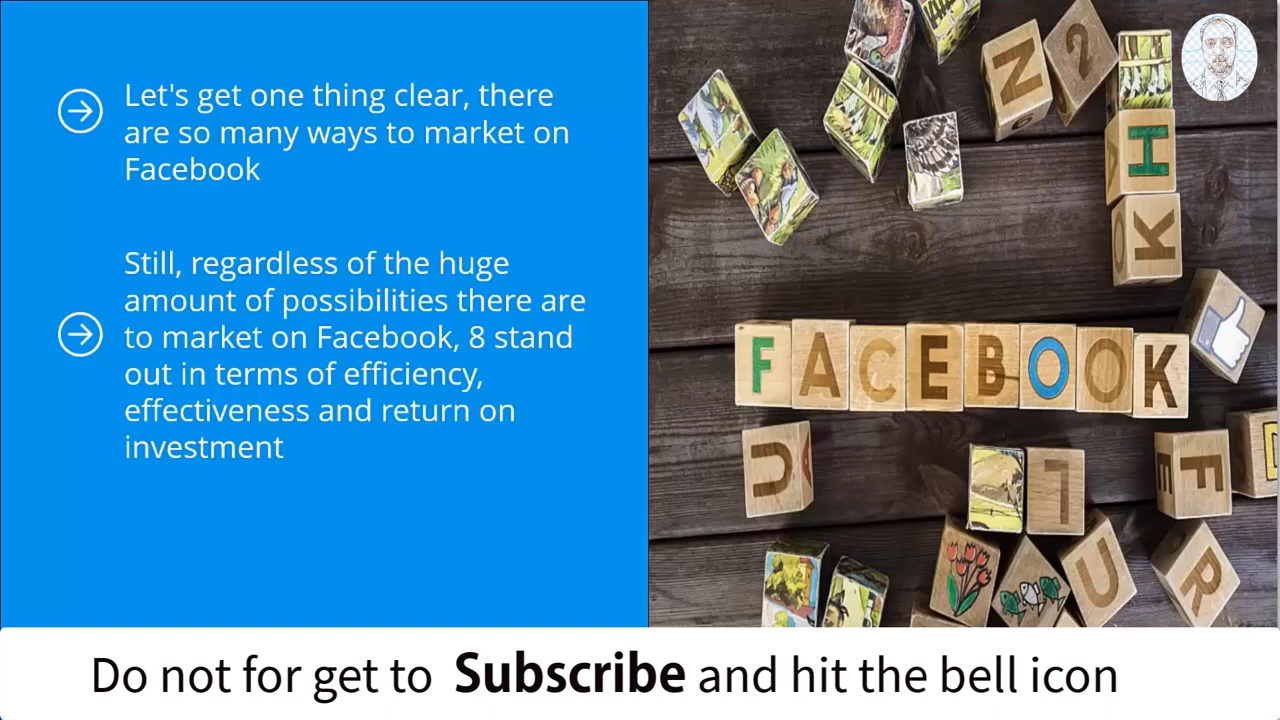 Let's get one thing clear, there
are so many ways to market on
Facebook
Still, regardless of the huge
amount of possibilities there are
to market on Facebook, 8 stand
out in terms of efficiency,
effectiveness and return on
investment
N
2
H
K
FACEBOOK
U
L
E
F
U
R
Do not for get to Subscribe and hit the bell icon